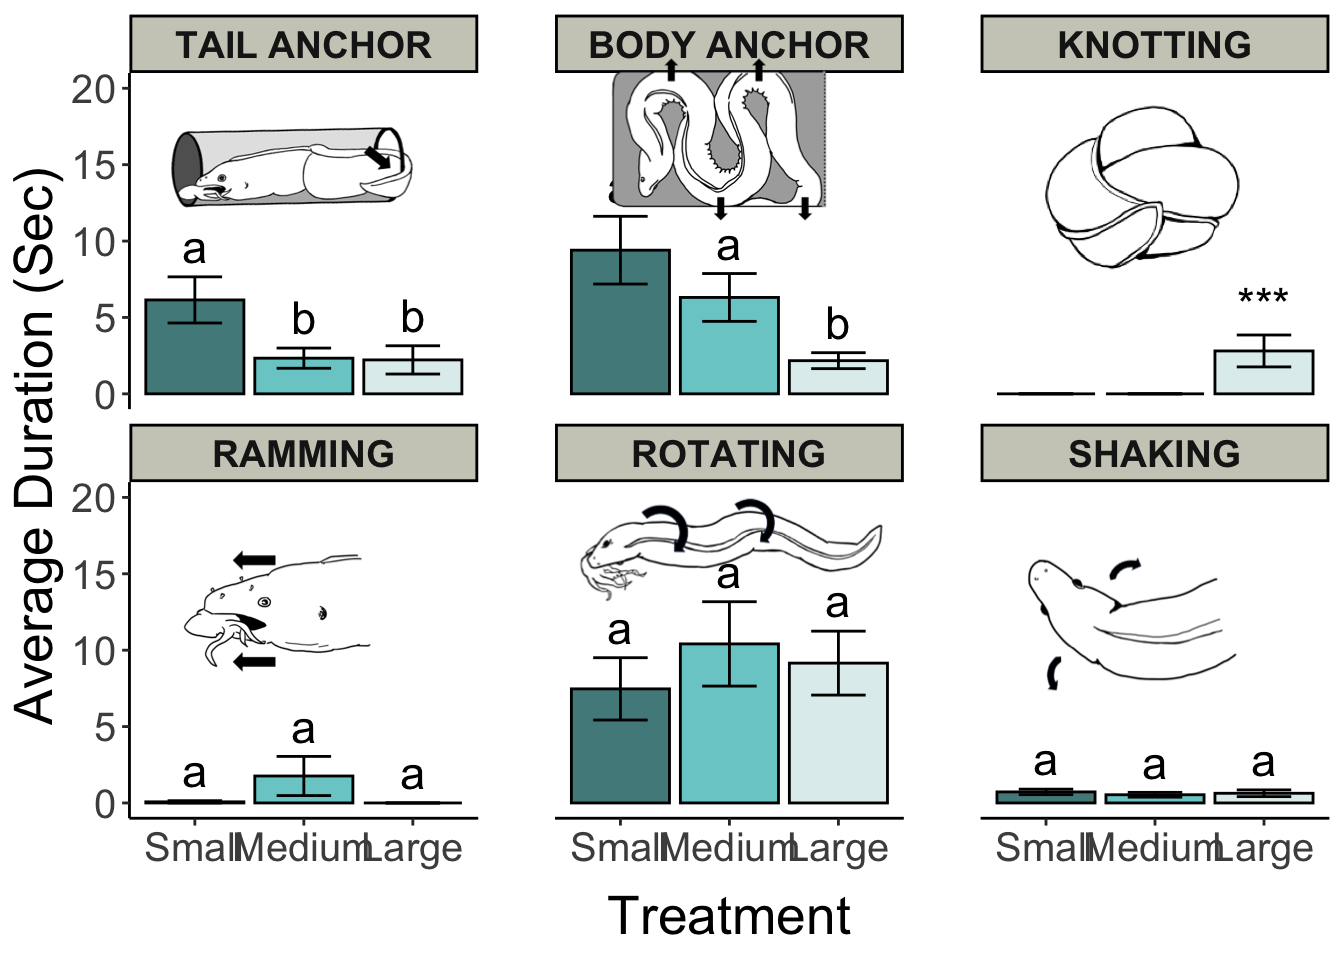 TAIL ANCHOR
BODY ANCHOR
KNOTTING
20
15
10
5
0
a
b
b
a
b
***
RAMMING
ROTATING
SHAKING
20
15
10
5
0
a
a
a
a
a
a
a
a
a
Small Medium Large
Small Medium Large
Small Medium Large
Treatment
Average Duration (Sec)